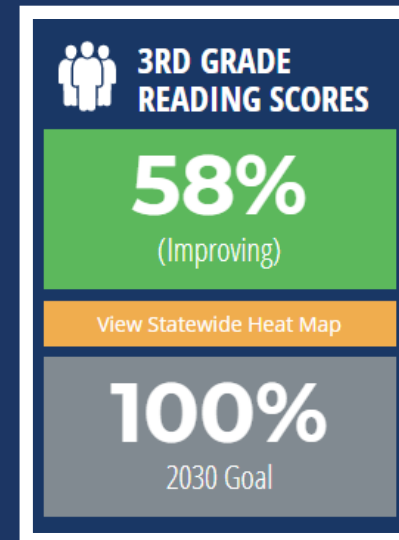 3RD GRADE
READING SCORES
58%
(Improving)
View Statewide Heat Map
100%
2030 Goal